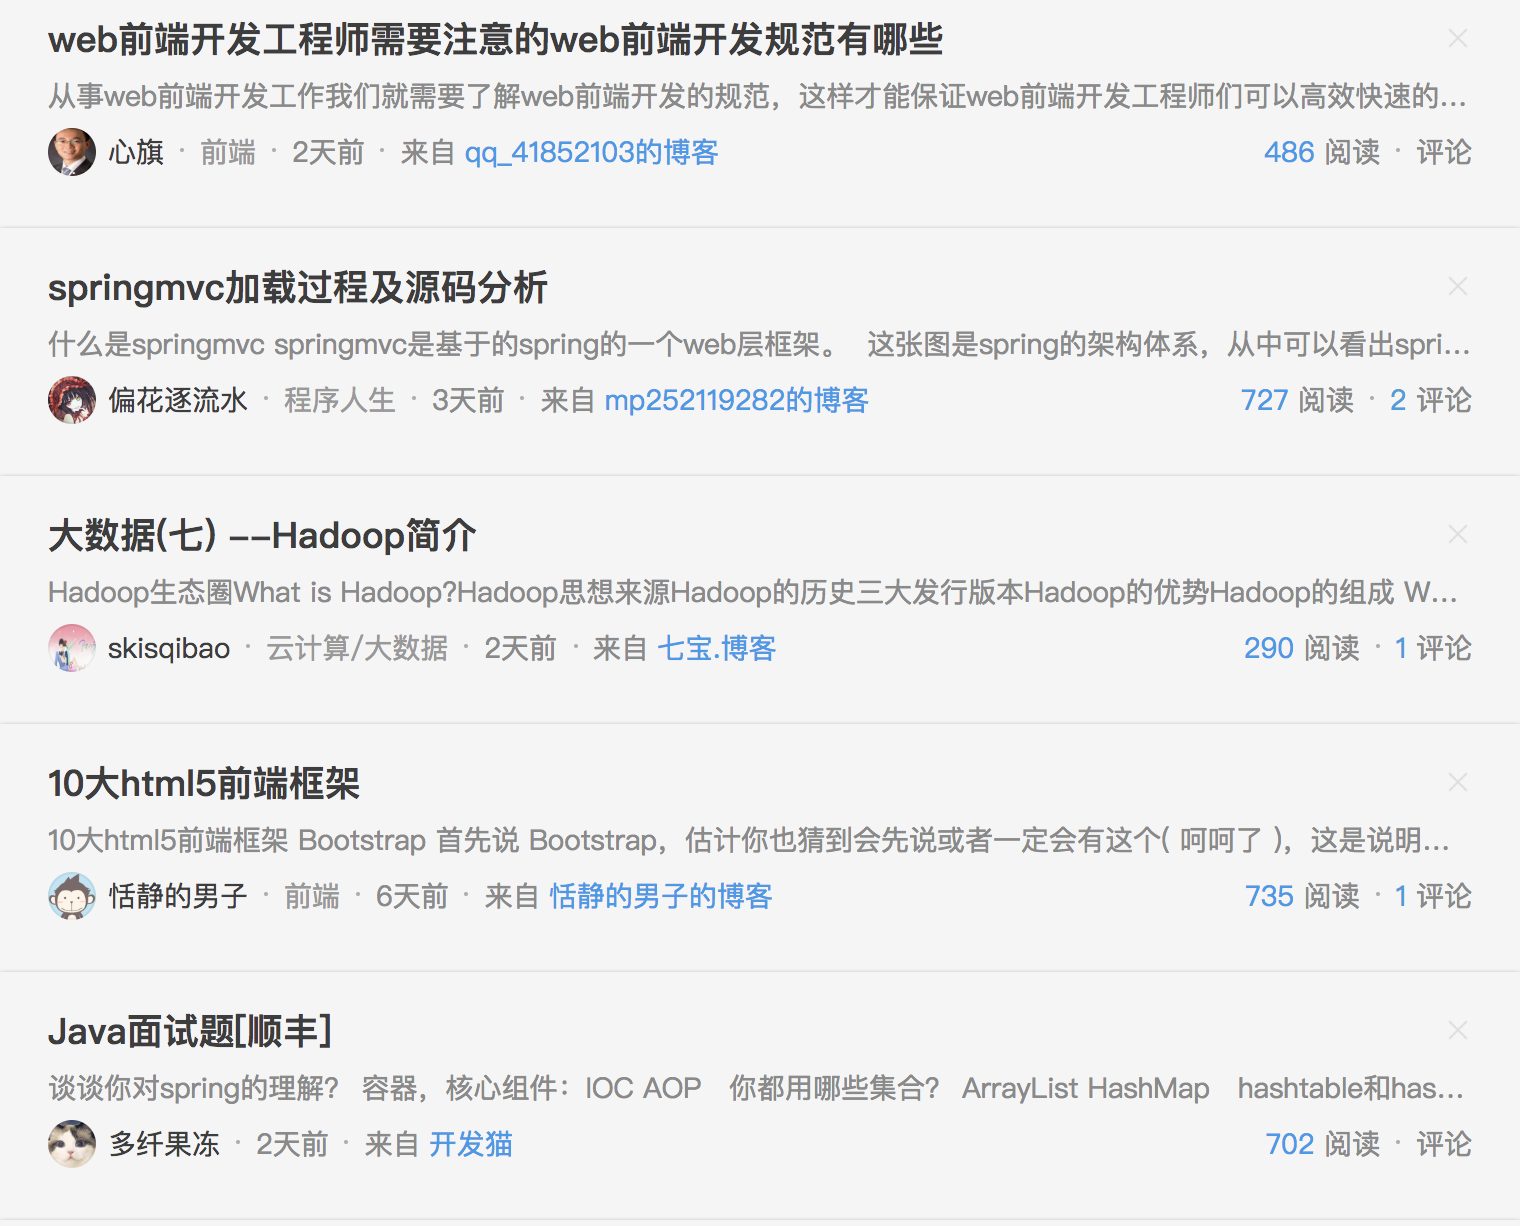 web前端开发工程师需要注意的web前端开发规范有哪些
从事web前端开发工作我们就需要了解web前端开发的规范，这样才能保证web前端开发工程师们可以高效快速的...
心旗 · 前端 · 2天前 · 来自 qq_41852103的博客 486 阅读 · 评论
springmvc加载过程及源码分析
什么是springmvc springmvc是基于的spring的一个web层框架。 这张图是spring的架构体系，从中可以看出spri...
偏花逐流水 · 程序人生 · 3天前 · 来自 mp252119282的博客 727 阅读 · 2 评论
大数据(七) --Hadoop简介
Hadoop生态圈What is Hadoop?Hadoop思想来源Hadoop的历史三大发行版本Hadoop的优势Hadoop的组成 W...
skisqibao · 云计算/大数据 · 2天前 · 来自 七宝.博客 290 阅读 · 1 评论
10大html5前端框架
10大html5前端框架 Bootstrap 首先说 Bootstrap，估计你也猜到会先说或者一定会有这个( 呵呵了 )，这是说明...
恬静的男子 · 前端 · 6天前 · 来自 恬静的男子的博客 735 阅读 · 1 评论
Java面试题[顺丰]
谈谈你对spring的理解？ 容器，核心组件：IOC AOP 你都用哪些集合？ ArrayList HashMap hashtable和has...
多纤果冻 · 2天前 · 来自 开发猫 702 阅读 · 评论